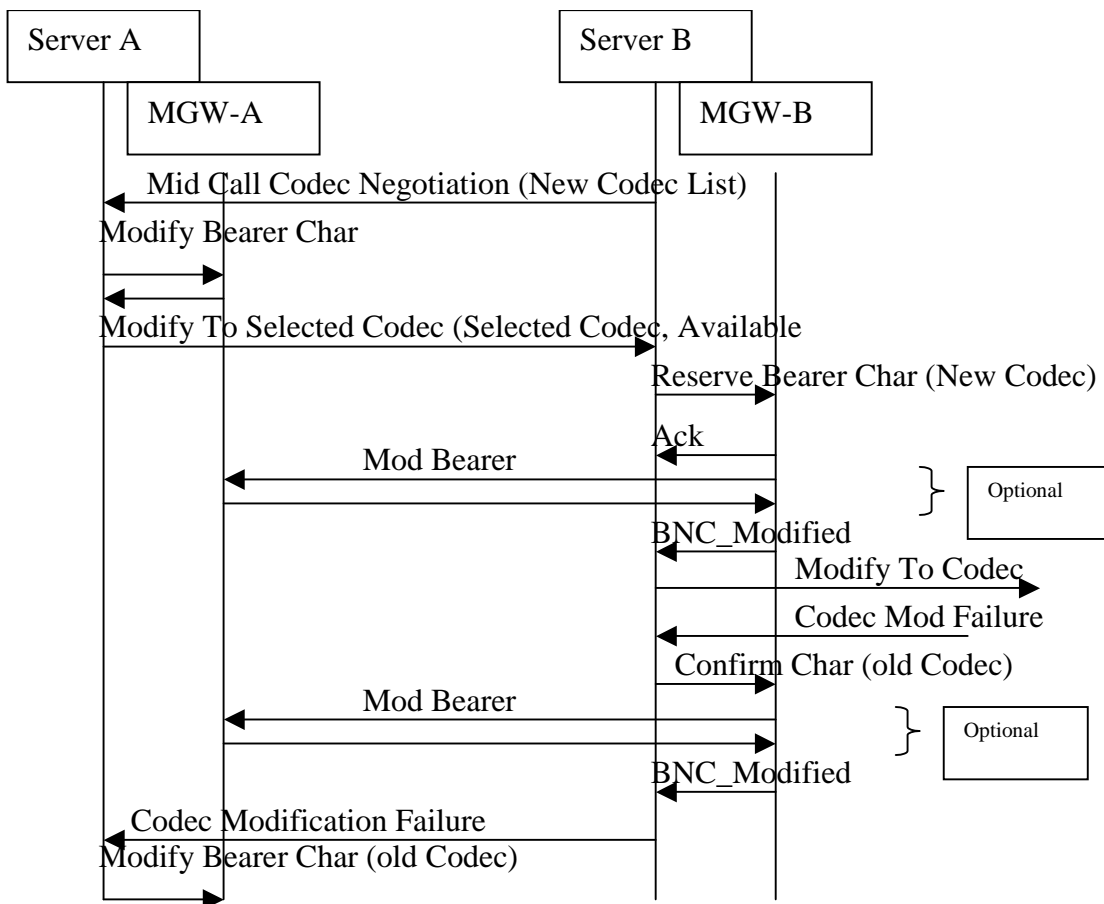 Server A
Server B
MGW-A
MGW-B
Mid Call Codec Negotiation (New Codec List)
Modify Bearer Char
Modify To Selected Codec (Selected Codec, Available
Reserve Bearer Char (New Codec)
Ack
Mod Bearer
Optional
BNC_Modified
Modify To Codec
Codec Mod Failure
Confirm Char (old Codec)
Mod Bearer
Optional
BNC_Modified
Codec Modification Failure
Modify Bearer Char (old Codec)